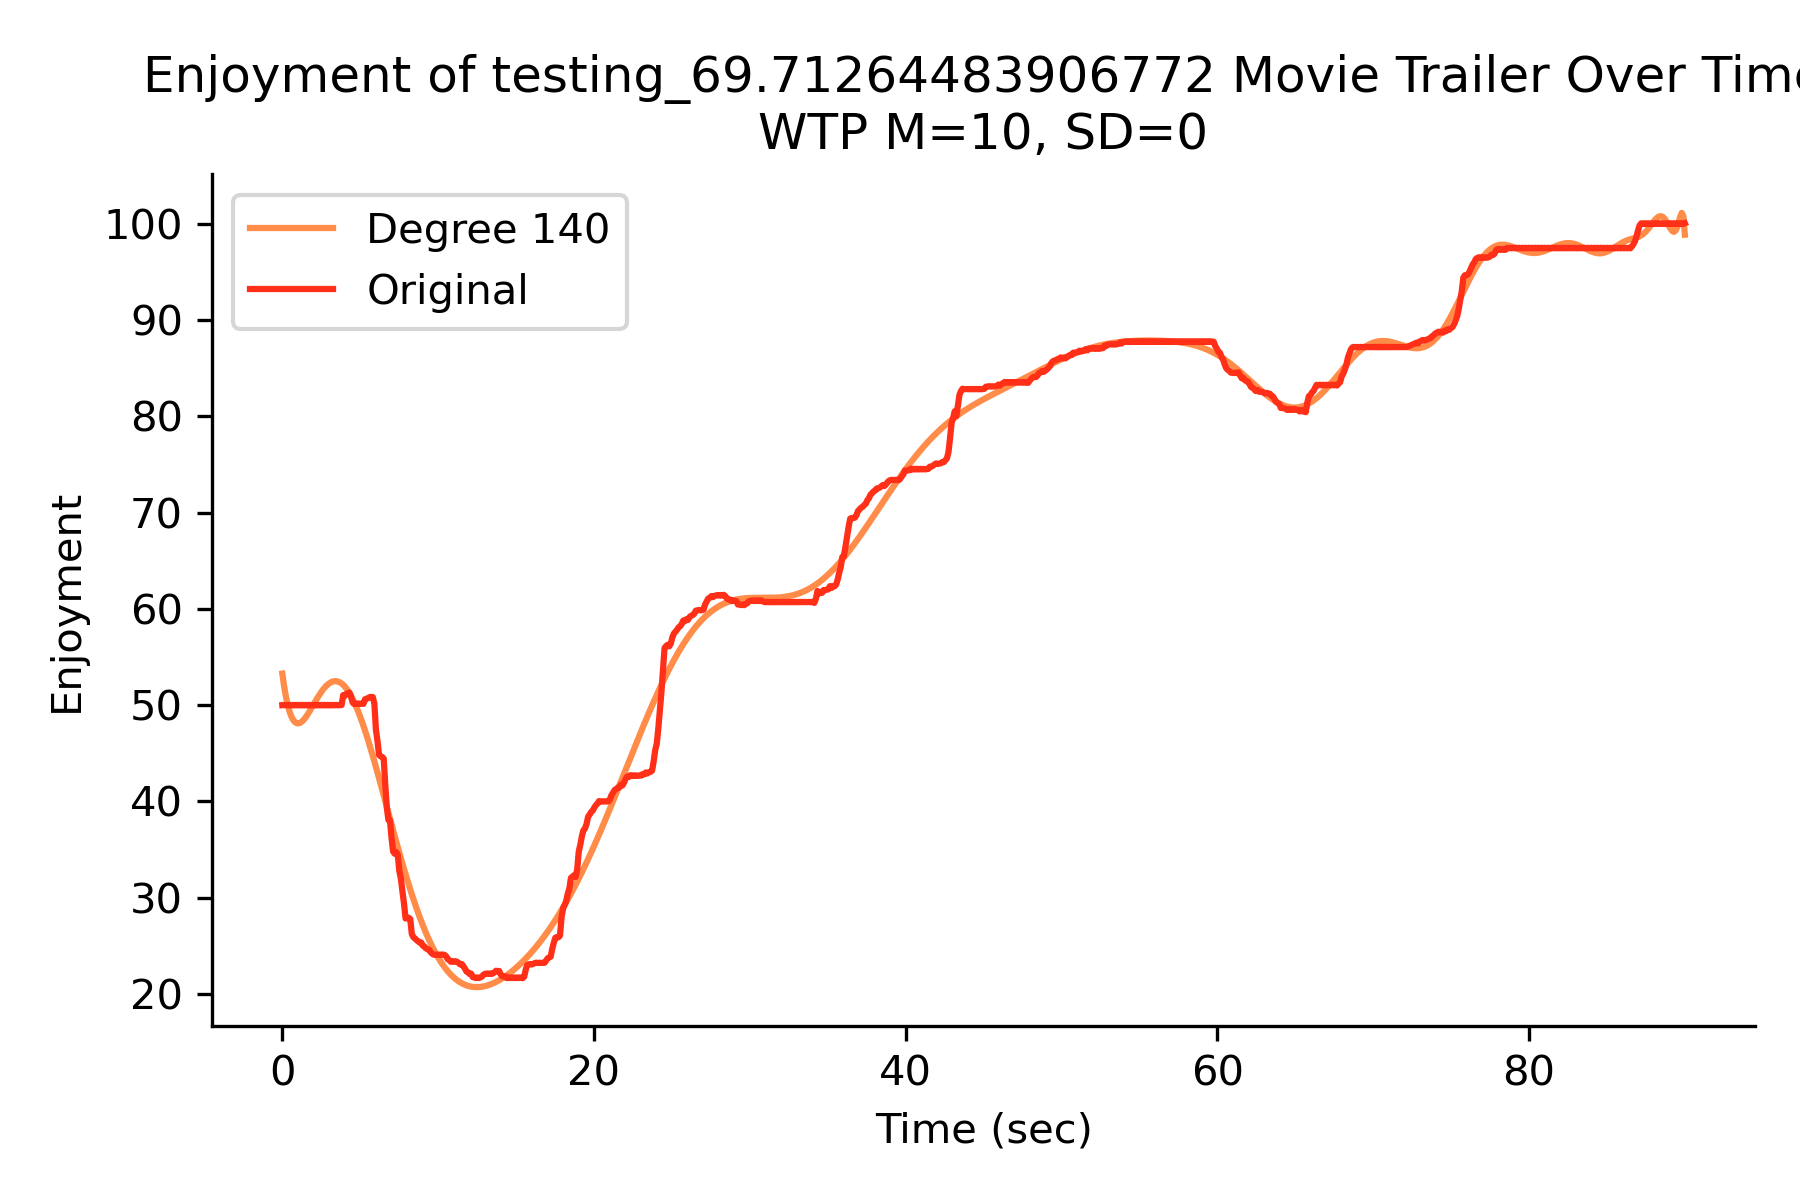 Enjoyment of testing_69.71264483906772 Movie Trailer Over Time
WTP M=10, SD=0
Degree 140
Original
100
90
80
70
60
50
40
30
20
Enjoyment
0 20 40 60 80
Time (sec)